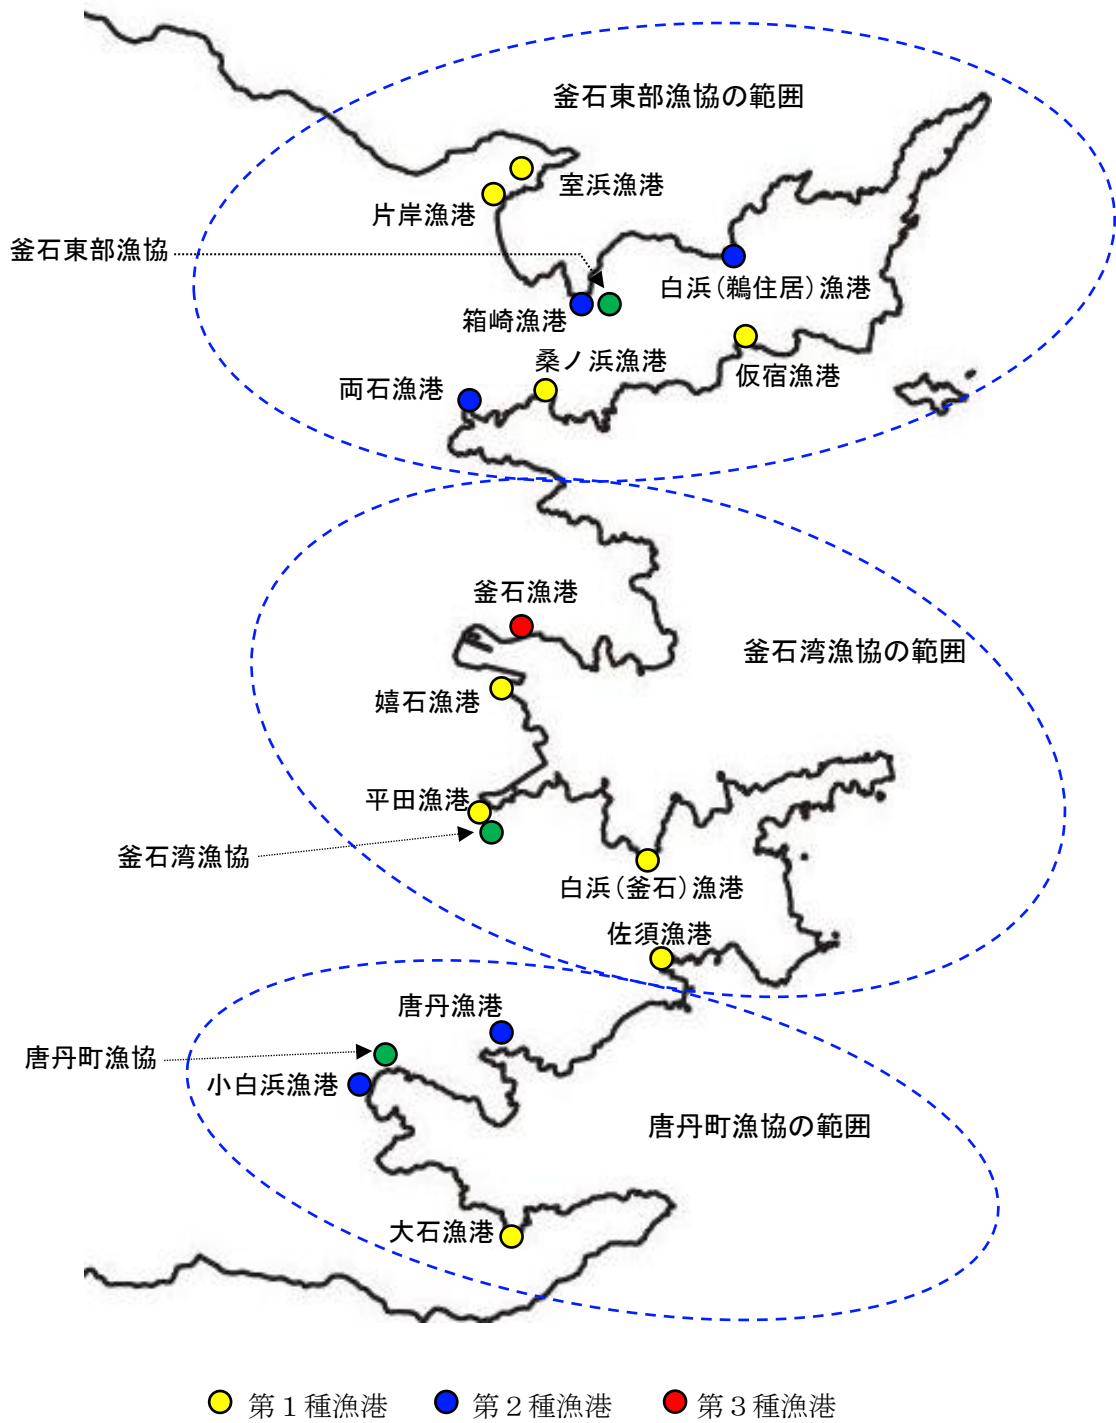 釜石東部漁協の範囲
室浜漁港
片岸漁港
釜石東部漁協
白浜（鵜住居）漁港
箱崎漁港
桑ノ浜漁港
仮宿漁港
両石漁港
釜石漁港
釜石湾漁協の範囲
嬉石漁港
平田漁港
釜石湾漁協
白浜（釜石）漁港
佐須漁港
唐丹漁港
唐丹町漁協
小白浜漁港
唐丹町漁協の範囲
大石漁港
第１種漁港 第２種漁港 第３種漁港